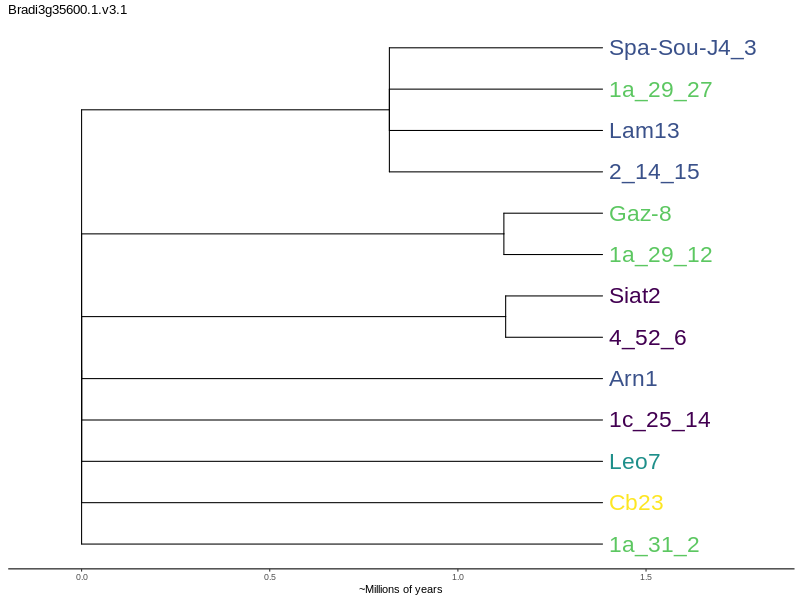 Bradi3g35600.1.v3.1
Spa-Sou-J4_3
1a_29_27
Lam13
2_14_15
Gaz-8
1a_29_12
Siat2
4_52_6
Arn1
1c_25_14
Leo7
Cb23
1a_31_2
0.0 0.5 1.0 1.5
~Millions of years